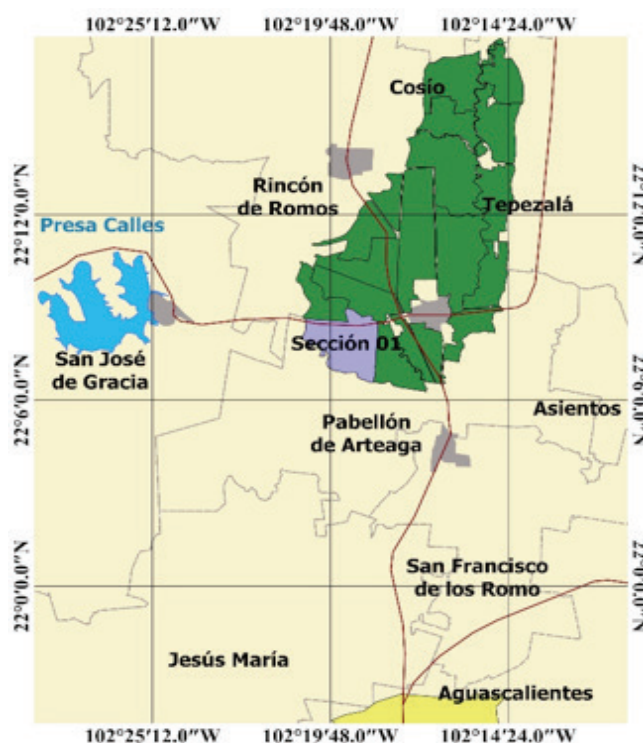 102°25'12.0"W 102°19'48.0"W 102°14'24.0"W
Cosío
Rincón
de Romos
Tepezalá
22°12'0.0"N
22°12'0.0"N
Presa Calles
San José
de Gracia
Sección 01
22°6'0.0"N
22°6'0.0"N
Asientos
Pabellón
de Arteaga
San Francisco
de los Romo
22°0'0.0"N
22°0'0.0"N
Jesús María
Aguascalientes
102°25'12.0"W 102°19'48.0"W 102°14'24.0"W